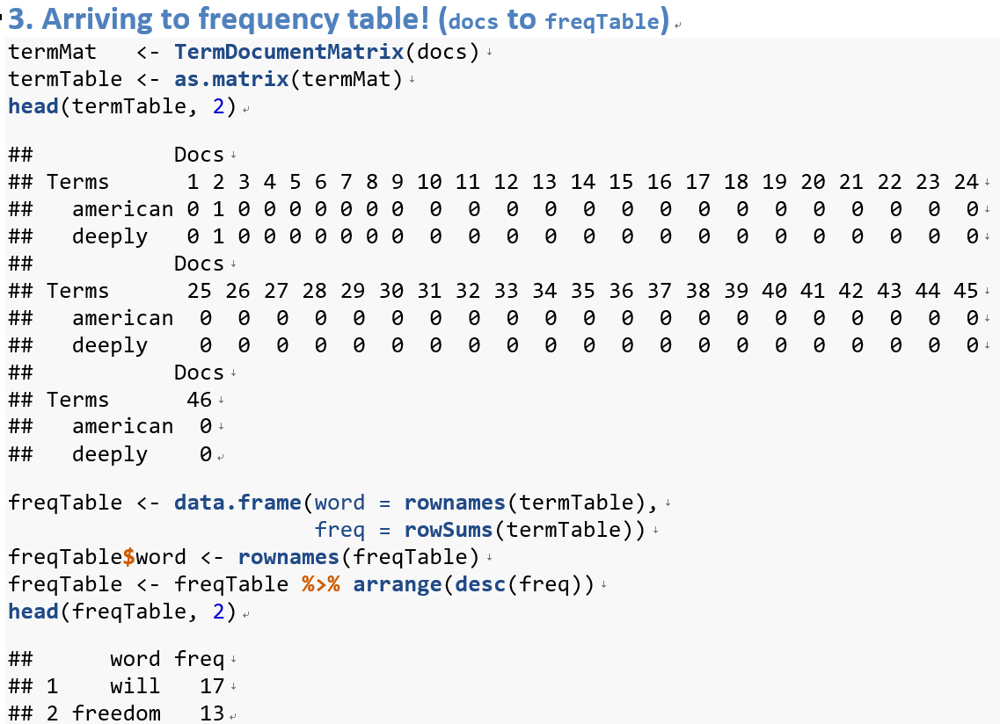 3. Arriving to frequency table! (docs to freqTable)
termMat   <- TermDocumentMatrix(docs)
termTable <- as.matrix(termMat)
head(termTable, 2)
##           Docs
## Terms      1 2 3 4 5 6 7 8 9 10 11 12 13 14 15 16 17 18 19 20 21 22 23 24
##   american 0 1 0 0 0 0 0 0 0  0  0  0  0  0  0  0  0  0  0  0  0  0  0  0
##   deeply   0 1 0 0 0 0 0 0 0  0  0  0  0  0  0  0  0  0  0  0  0  0  0  0
##           Docs
## Terms      25 26 27 28 29 30 31 32 33 34 35 36 37 38 39 40 41 42 43 44 45
##   american  0  0  0  0  0  0  0  0  0  0  0  0  0  0  0  0  0  0  0  0  0
##   deeply    0  0  0  0  0  0  0  0  0  0  0  0  0  0  0  0  0  0  0  0  0
##           Docs
## Terms      46
##   american  0
##   deeply    0
freqTable <- data.frame(word = rownames(termTable),
                        freq = rowSums(termTable))
freqTable$word <- rownames(freqTable)
freqTable <- freqTable %>% arrange(desc(freq))
head(freqTable, 2)
##      word freq
## 1    will   17
## 2 freedom   13